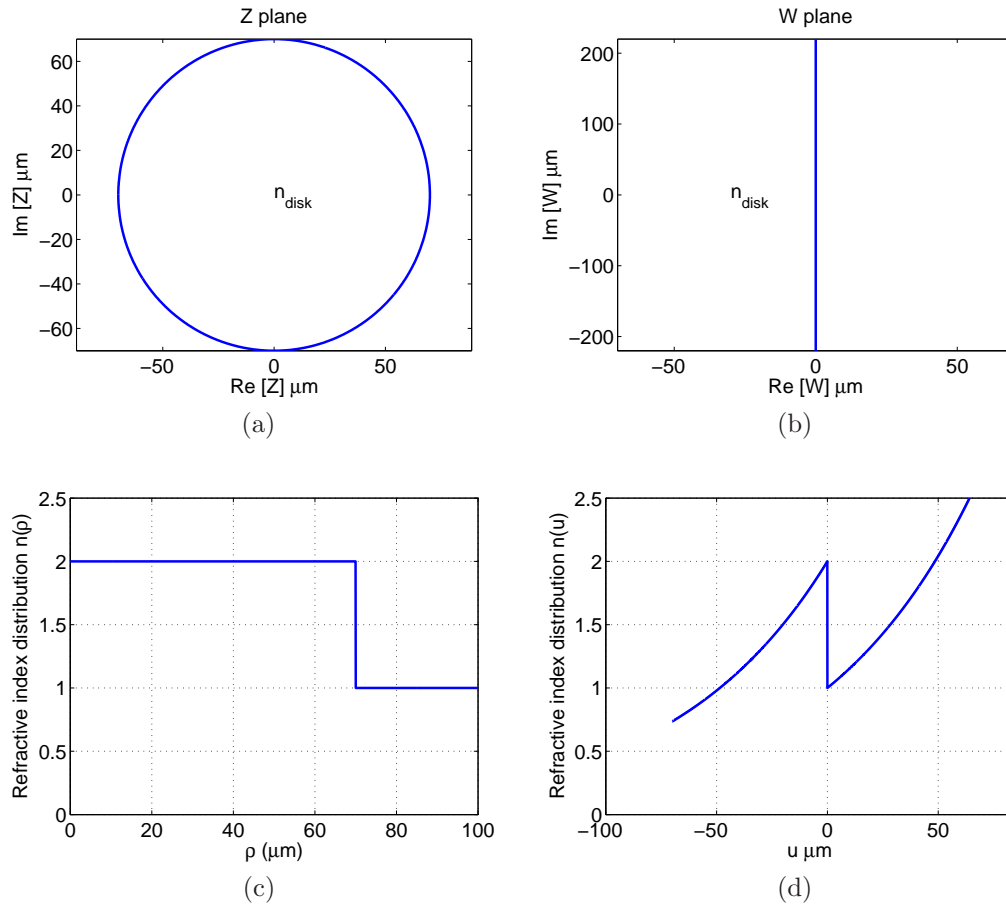 Z plane
60
40
20
0
−20
−40
−60
Im [Z] μm
n_disk
−50
0
50
Re [Z] μm
(a)
W plane
200
100
0
−100
−200
Im [W] μm
n_disk
−50
0
50
Re [W] μm
(b)
2.5
2
1.5
1
0.5
0
Refractive index distribution n(ρ)
0
20
40
60
80
100
ρ (μm)
(c)
2.5
2
1.5
1
0.5
0
Refractive index distribution n(u)
−100
−50
0
50
u μm
(d)